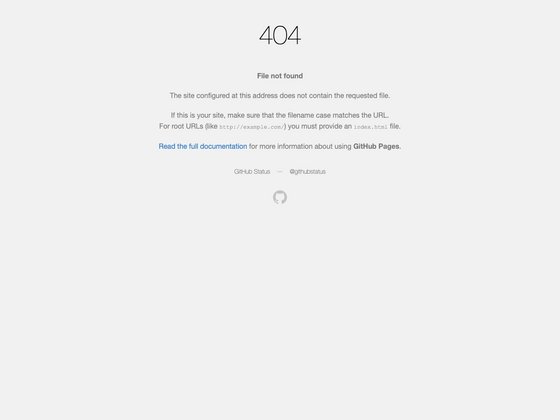 404
File not found
The site configured at this address does not contain the requested file.
If this is your site, make sure that the filename case matches the URL.
For root URLs (like http://example.com/) you must provide an index.html file.
Read the full documentation for more information about using GitHub Pages.
GitHub Status — @githubstatus